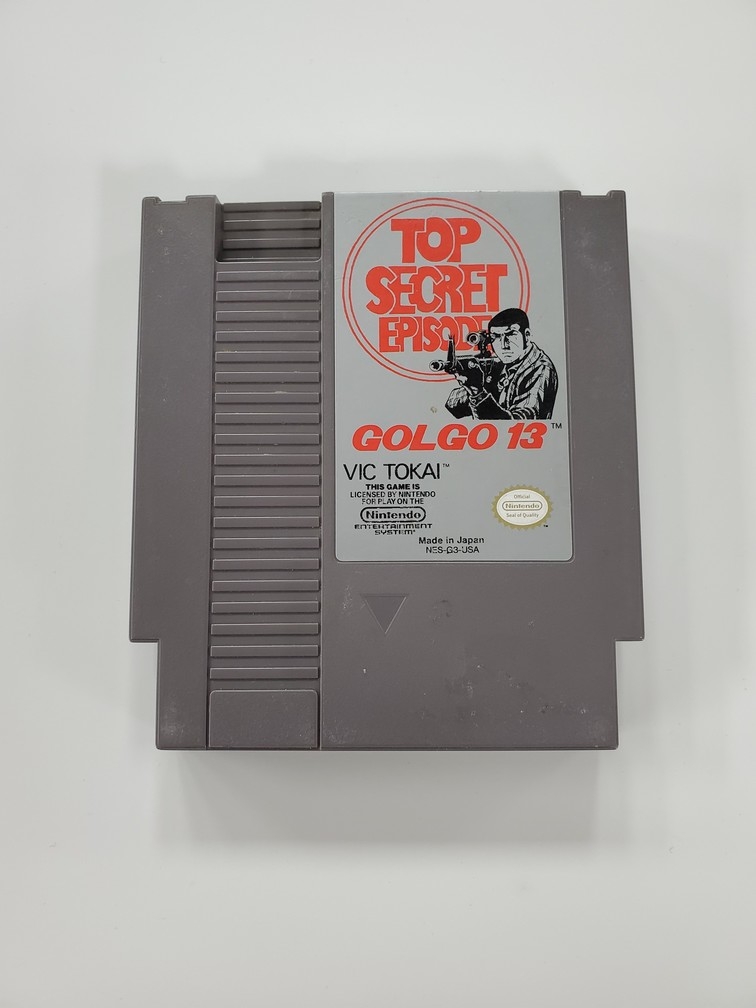 TOP
SECRET
EPISODE
GOLGO 13™
VIC TOKAI™
THIS GAME IS
LICENSED BY NINTENDO
FOR PLAY ON THE
Nintendo
ENTERTAINMENT
SYSTEM®
Official
Nintendo
Seal of Quality
™
Made in Japan
NES-G3-USA